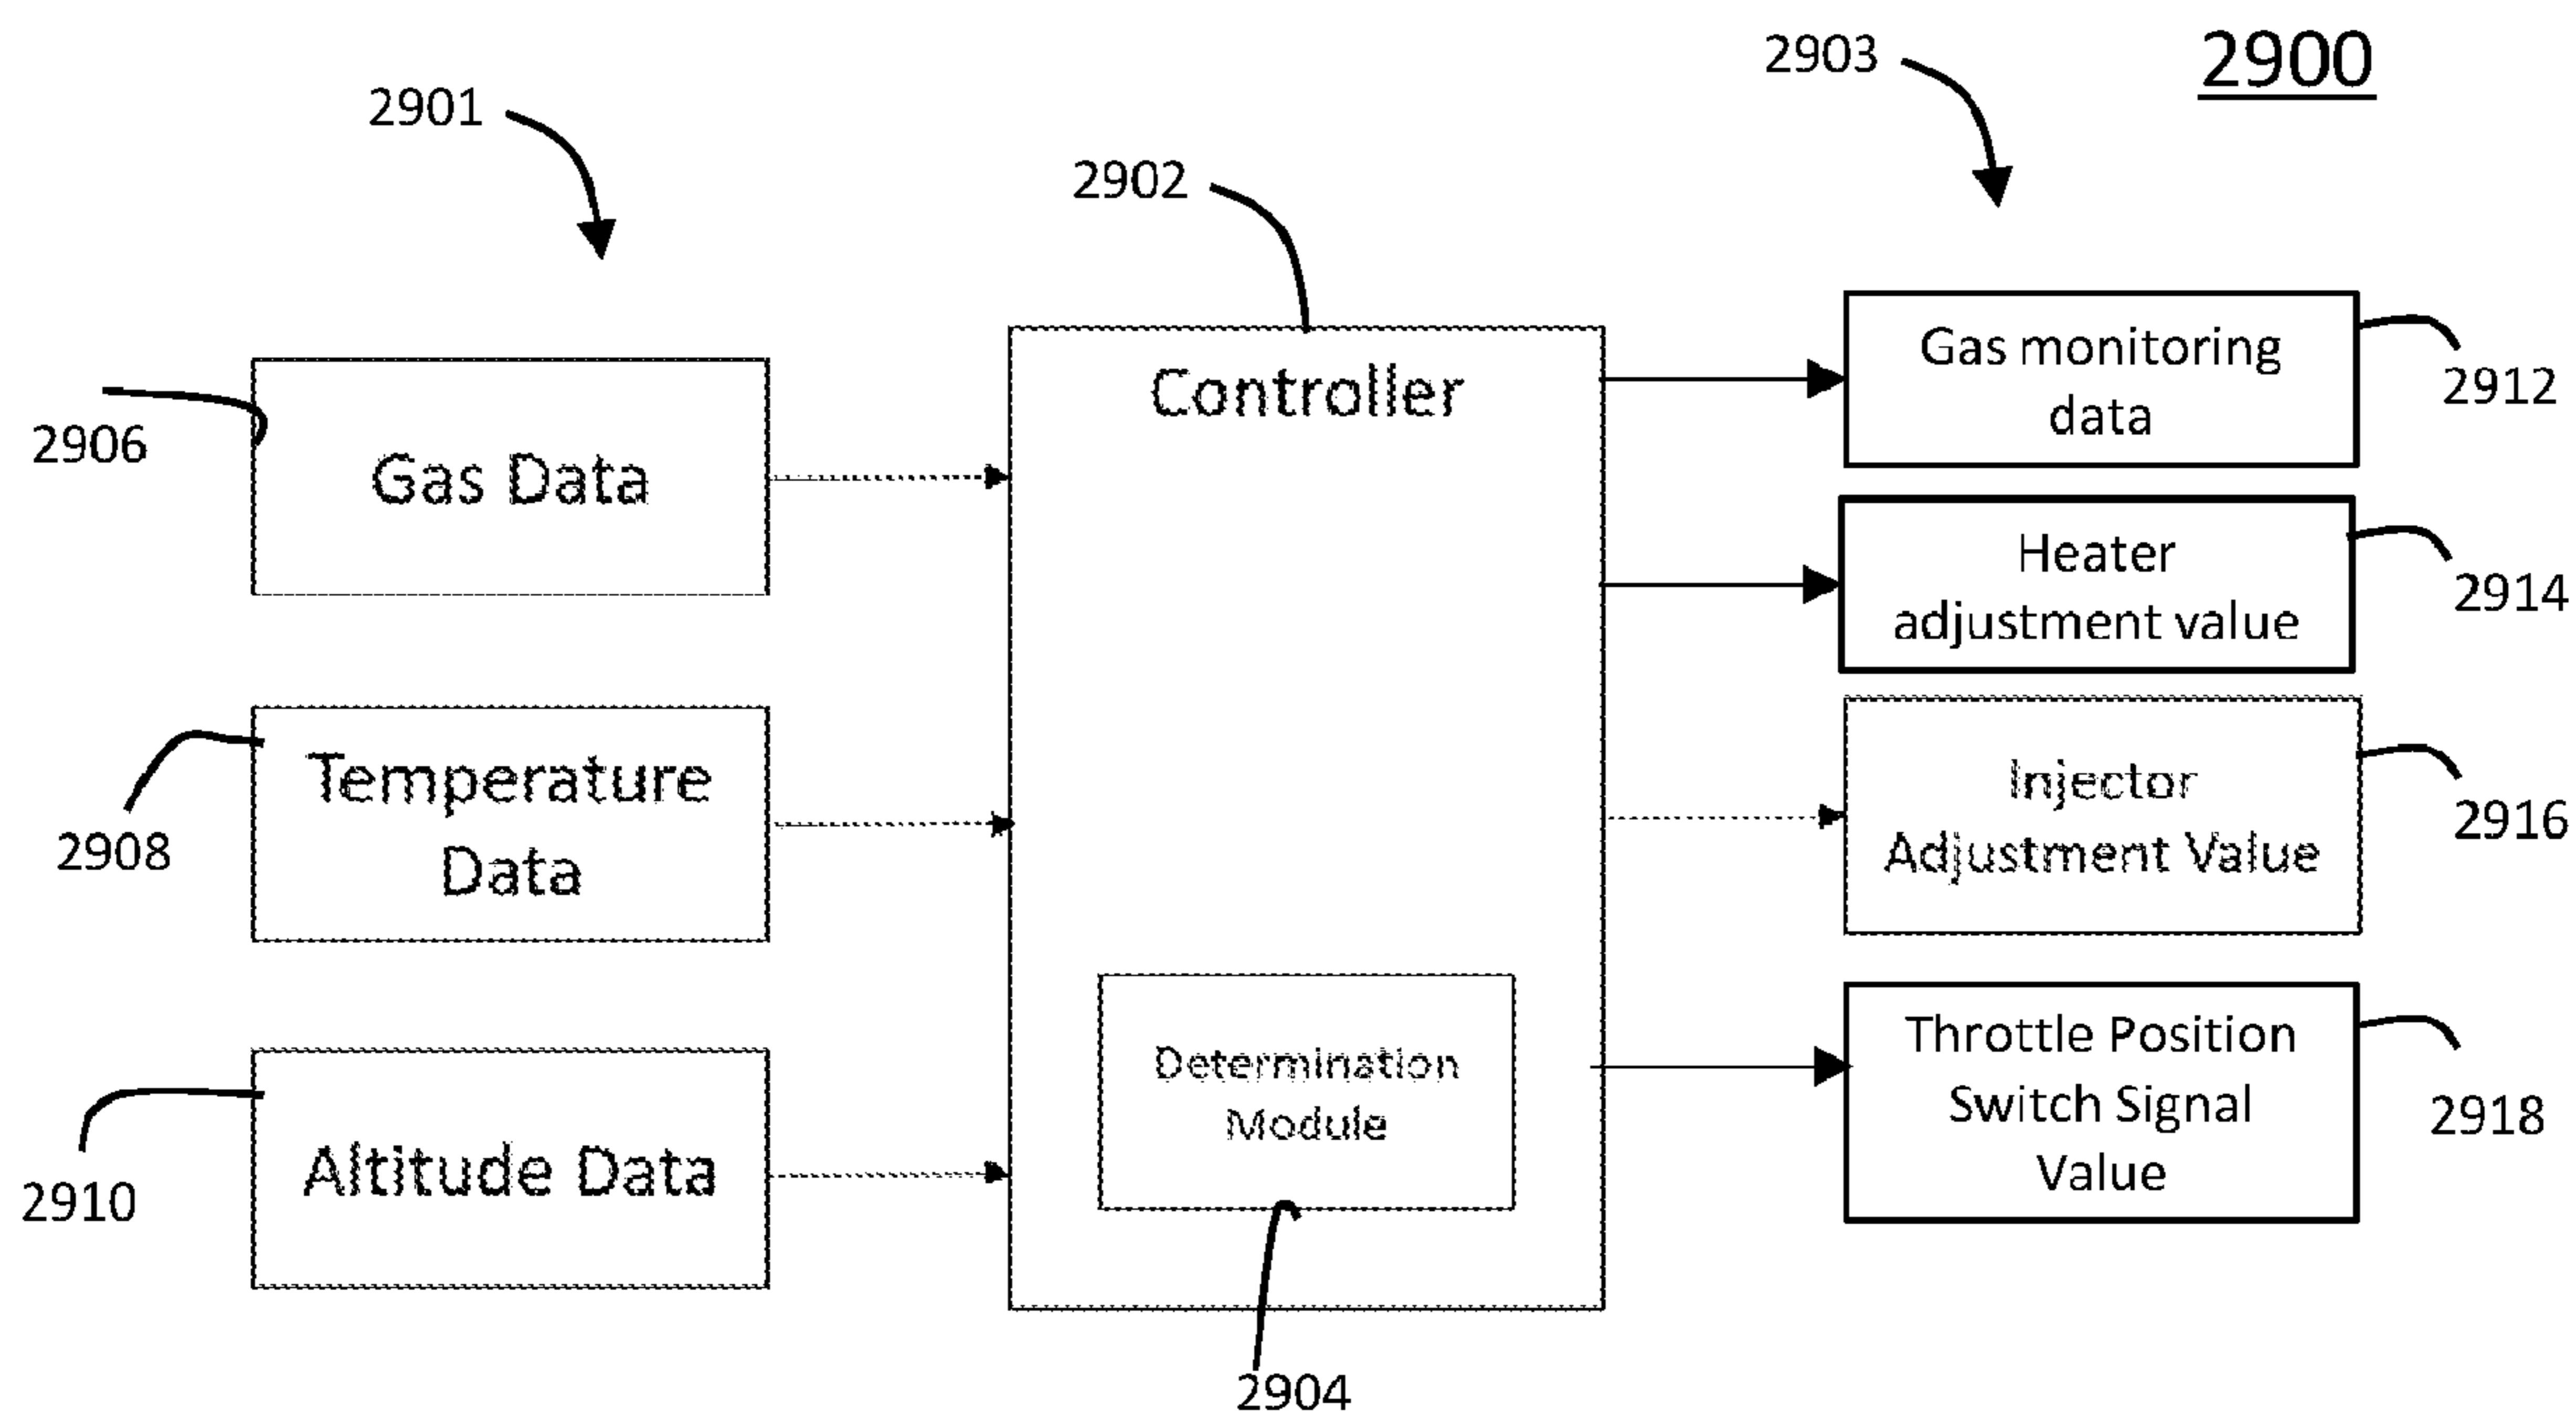 2900
2903
2901
2902
Gas monitoring
data
2912
Controller
2906
Gas Data
Heater
adjustment value
2914
Temperature
Data
2908
Injector
Adjustment Value
2916
Determination
Module
2904
Throttle Position
Switch Signal
Value
2918
Altitude Data
2910